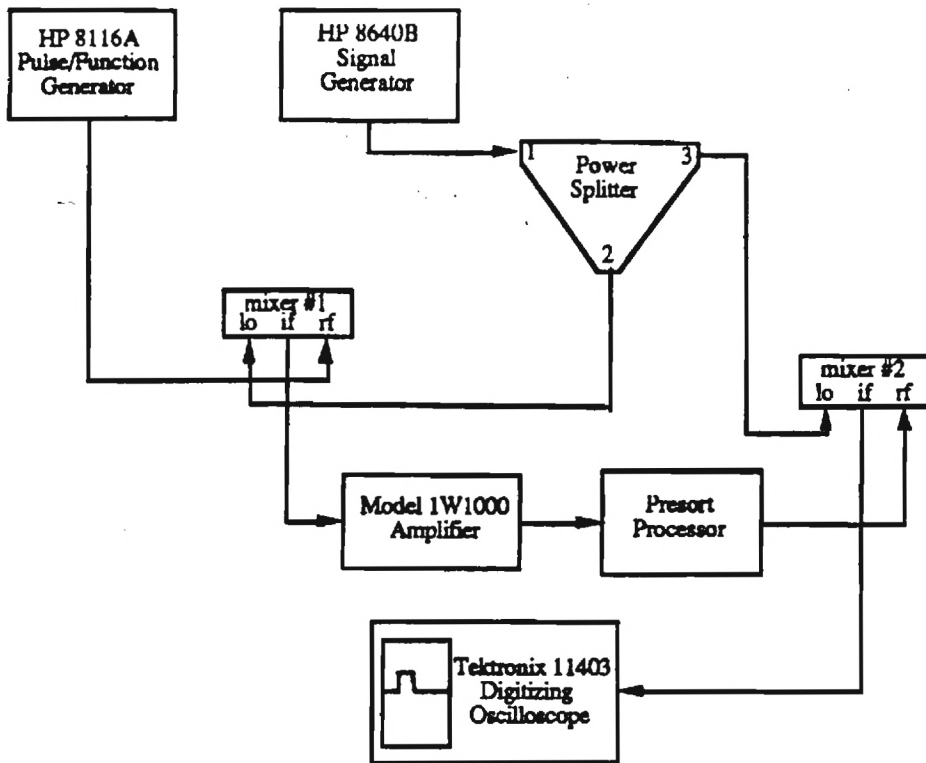 HP 8116A
Pulse/Function
Generator
HP 8640B
Signal
Generator
1
Power
Splitter
3
2
mixer #1
lo if rf
mixer #2
lo if rf
Model 1W1000
Amplifier
Presort
Processor
Tektronix 11403
Digitizing
Oscilloscope